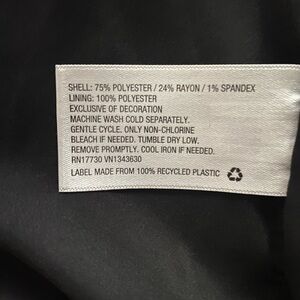 SHELL: 75% POLYESTER / 24% RAYON / 1% SPANDEX
LINING: 100% POLYESTER
EXCLUSIVE OF DECORATION
MACHINE WASH COLD SEPARATELY.
GENTLE CYCLE. ONLY NON-CHLORINE
BLEACH IF NEEDED. TUMBLE DRY LOW.
REMOVE PROMPTLY. COOL IRON IF NEEDED.
RN17730 VN1343630
LABEL MADE FROM 100% RECYCLED PLASTIC